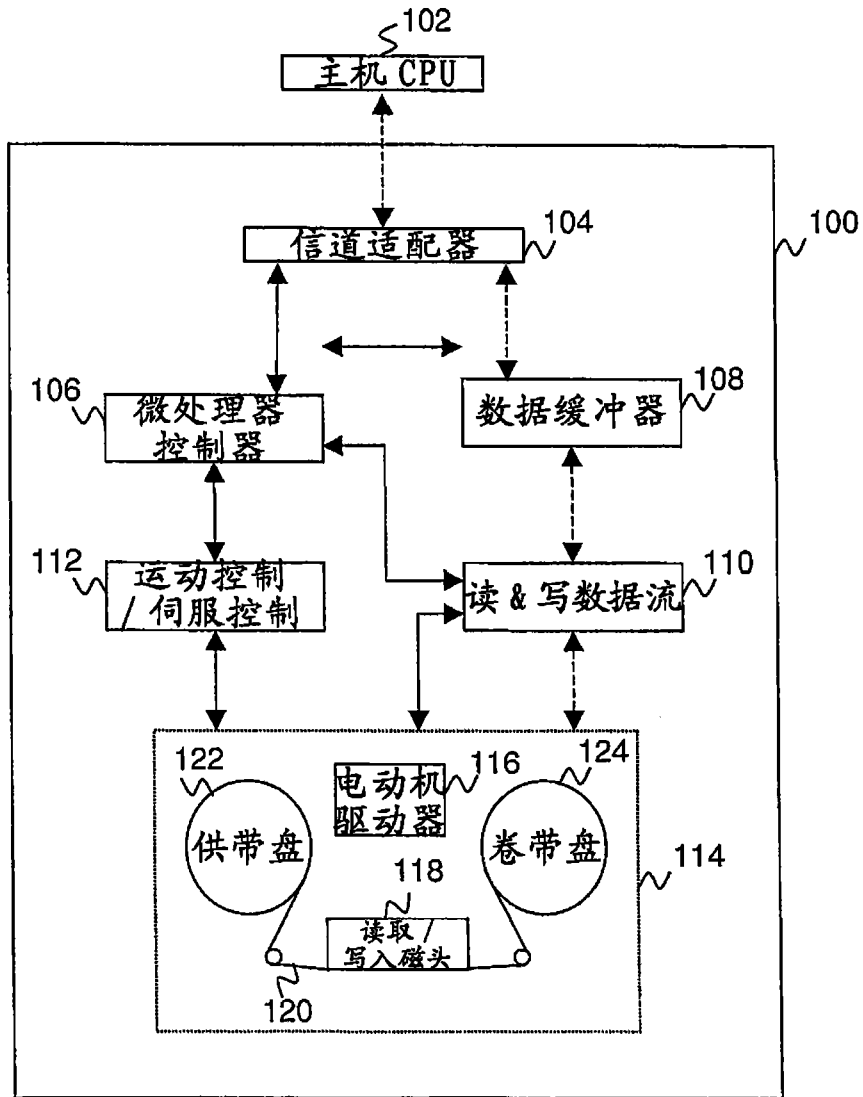 102
主机 CPU
100
104
信道适配器
106
微处理器
控制器
108
数据缓冲器
112
运动控制
/ 伺服控制
110
读 & 写数据流
122
供带盘
116
电动机
驱动器
124
卷带盘
114
118
读取 /
写入磁头
120